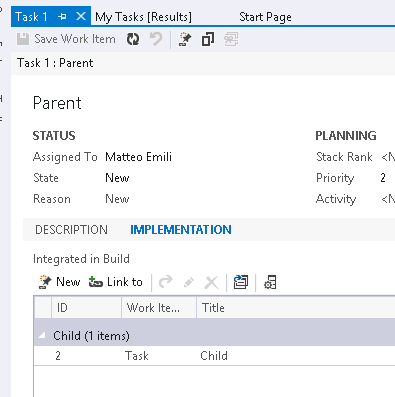 Task 1 My Tasks [Results] Start Page
Save Work Item
Task 1 : Parent
Parent
STATUS PLANNING
Assigned To Matteo Emili Stack Rank <N
State New Priority 2
Reason New Activity <N
DESCRIPTION IMPLEMENTATION
Integrated in Build
New Link to
ID Work Ite... Title
Child (1 items)
2 Task Child